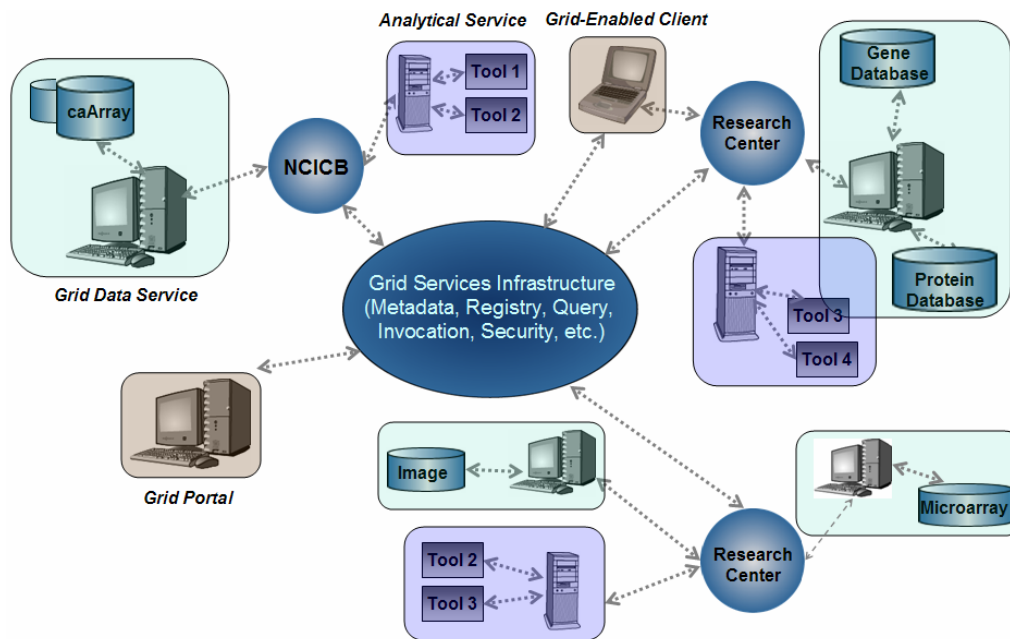 Analytical Service
Grid-Enabled Client
Gene
Database
caArray
Tool 1
Tool 2
Research
Center
NCICB
Grid Data Service
Grid Services Infrastructure
(Metadata, Registry, Query,
Invocation, Security, etc.)
Protein
Database
Tool 3
Tool 4
Grid Portal
Image
Microarray
Tool 2
Tool 3
Research
Center